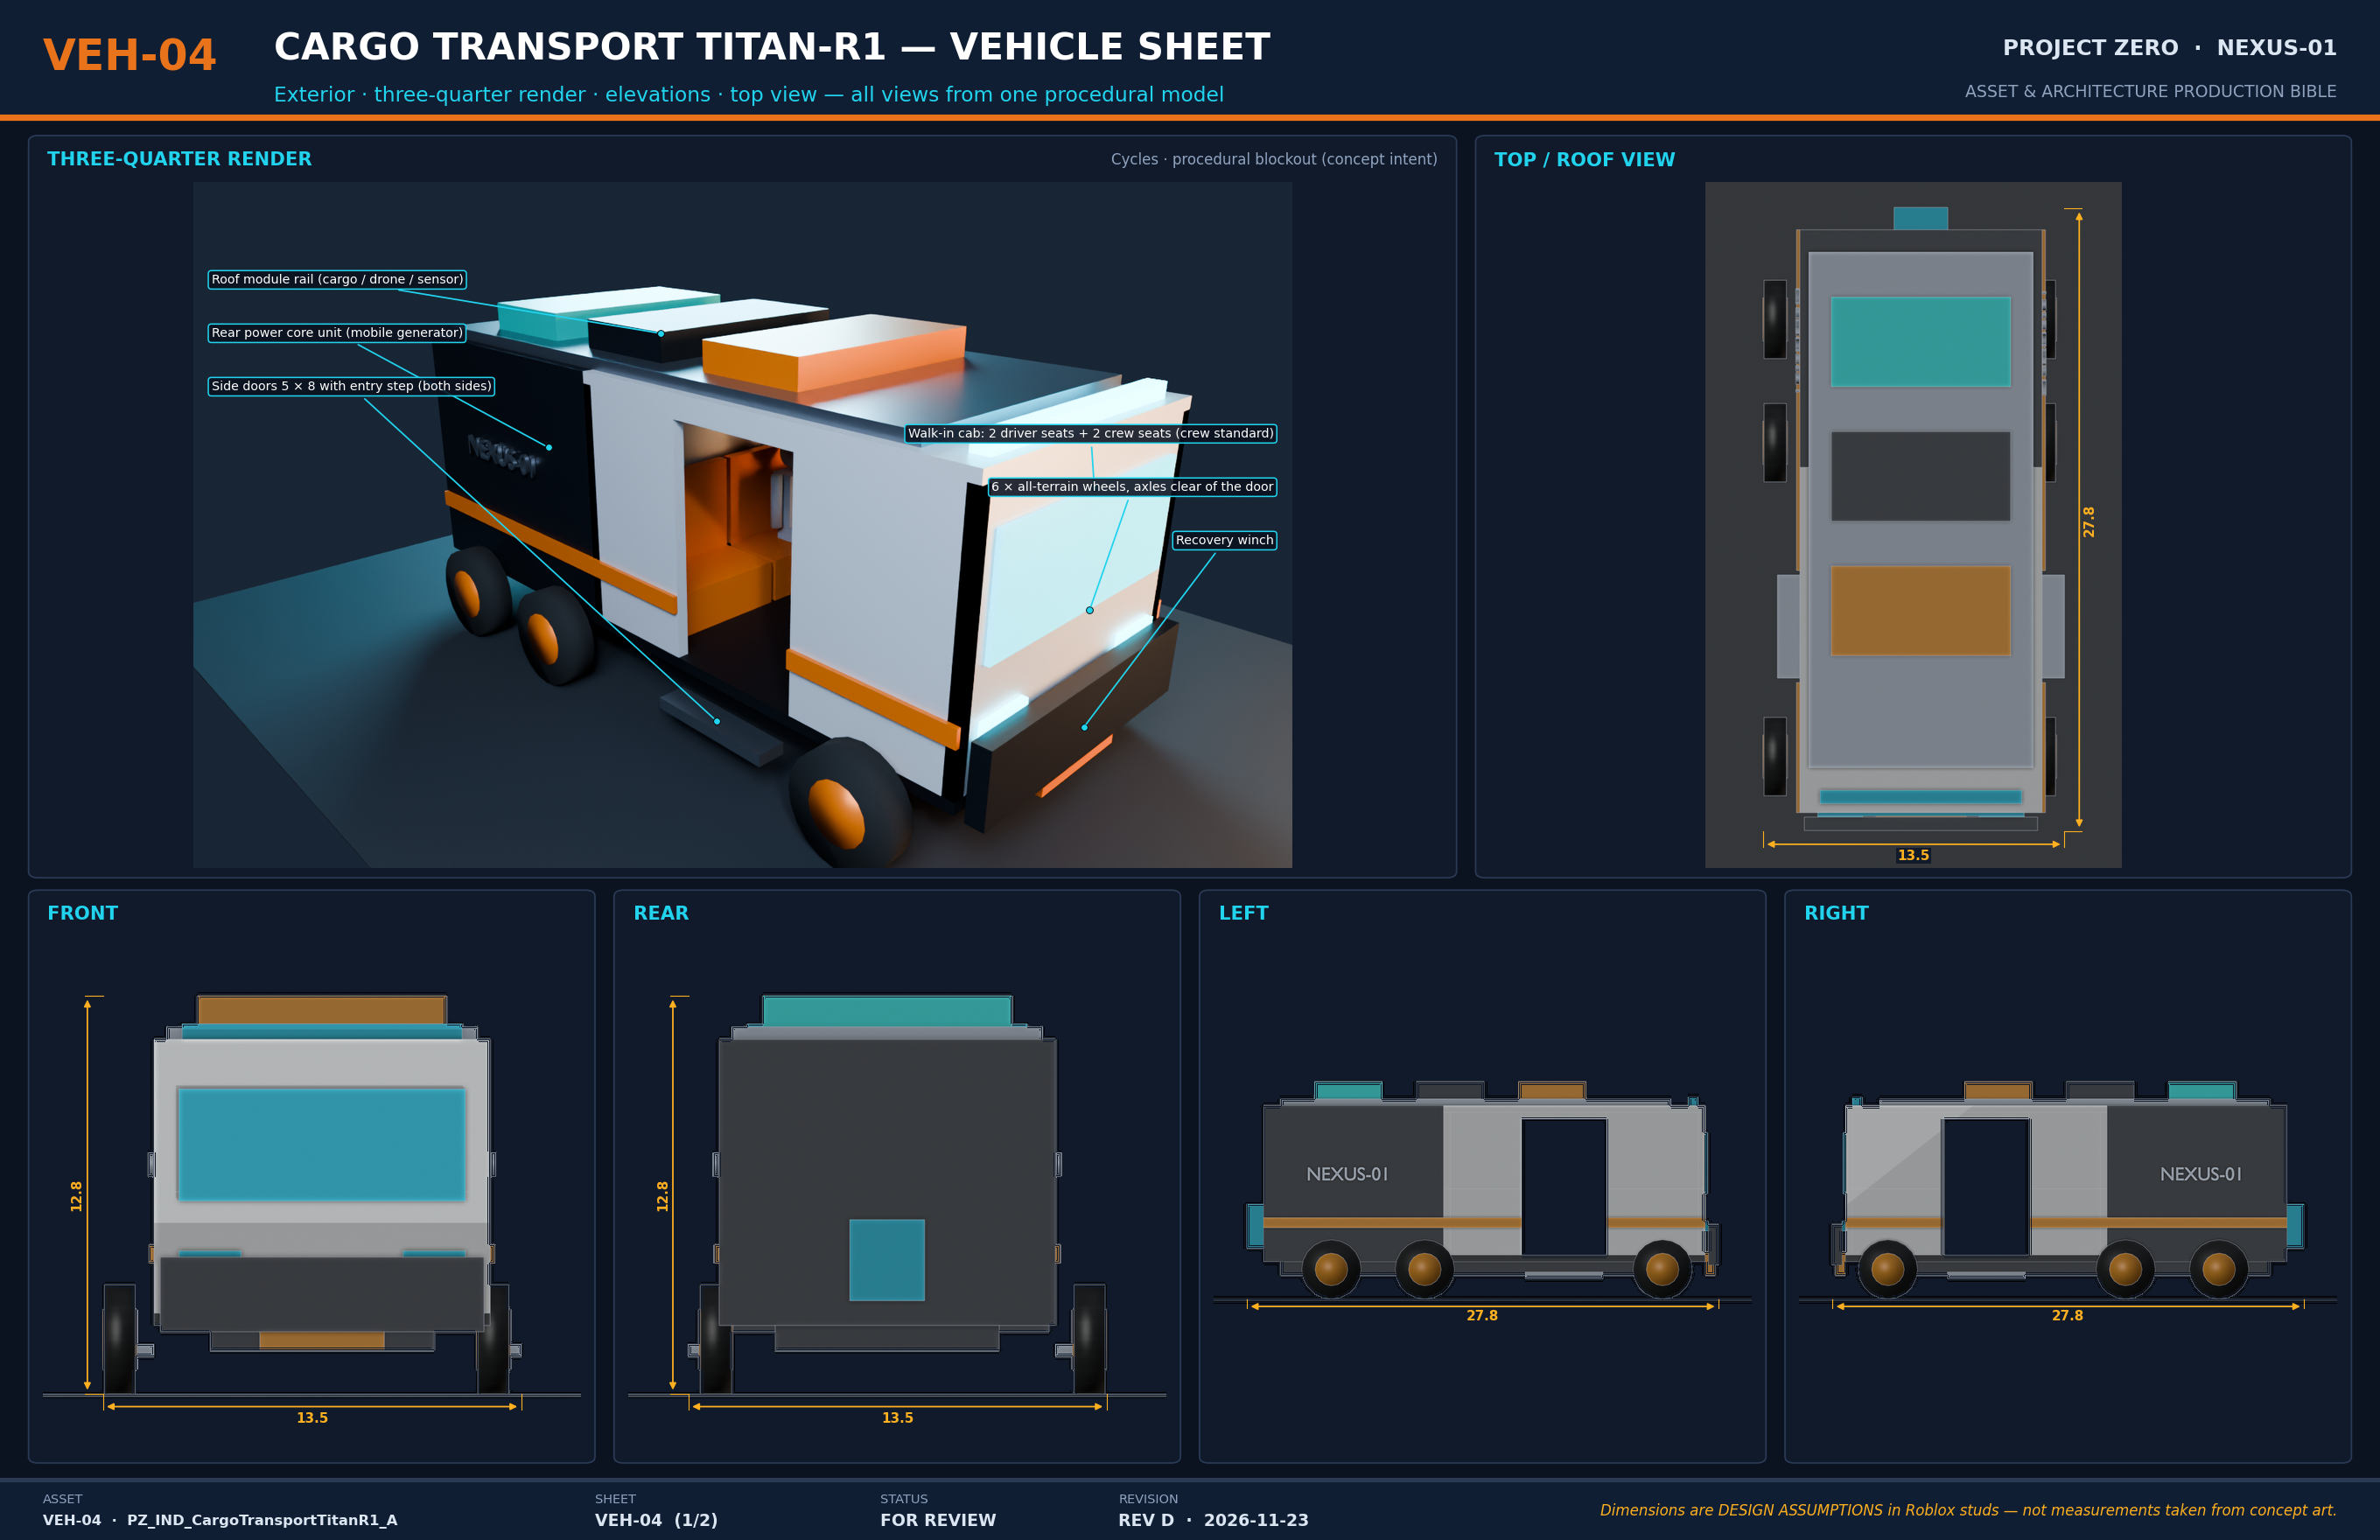 VEH-04
CARGO TRANSPORT TITAN-R1 — VEHICLE SHEET
Exterior · three-quarter render · elevations · top view — all views from one procedural model
PROJECT ZERO · NEXUS-01
ASSET & ARCHITECTURE PRODUCTION BIBLE
THREE-QUARTER RENDER
Cycles · procedural blockout (concept intent)
Roof module rail (cargo / drone / sensor)
Rear power core unit (mobile generator)
Side doors 5 × 8 with entry step (both sides)
Walk-in cab: 2 driver seats + 2 crew seats (crew standard)
6 × all-terrain wheels, axles clear of the door
Recovery winch
NEXUS-01
TOP / ROOF VIEW
27.8
13.5
FRONT
12.8
13.5
REAR
12.8
13.5
LEFT
NEXUS-01
27.8
RIGHT
NEXUS-01
27.8
ASSET
VEH-04 · PZ_IND_CargoTransportTitanR1_A
SHEET
VEH-04 (1/2)
STATUS
FOR REVIEW
REVISION
REV D · 2026-11-23
Dimensions are DESIGN ASSUMPTIONS in Roblox studs — not measurements taken from concept art.